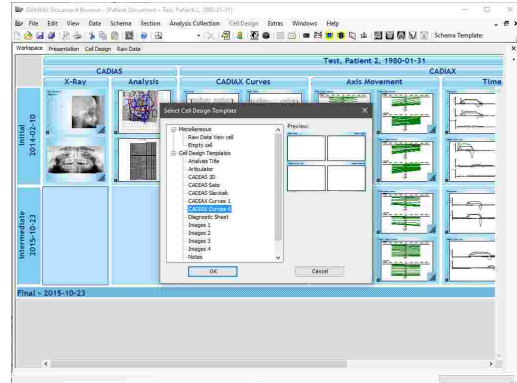 GAMMA Document Browser - [Patient Document - Test, Patient 2, 1980-01-31]
File Edit View Data Schema Section Analysis Collection Cell Design Extras Windows Help
Schema Template:
Workspace Presentation Cell Design Raw Data
Test, Patient 2, 1980-01-31
CADIAS CADIAX
X-Ray Analysis CADIAX Curves Axis Movement Time
Initial
2014-02-10
Intermediate
2015-10-23
Final - 2015-10-23
Select Cell Design Template
Miscellaneous
Raw Data View cell
Empty cell
Cell Design Templates
Analysis Title
Articulator
CADIAS 3D
CADIAS Sato
CADIAS Slavicek
CADIAX Curves 1
CADIAX Curves 4
Diagnostic Sheet
Images 1
Images 2
Images 3
Images 4
Notes
Preview:
OK Cancel